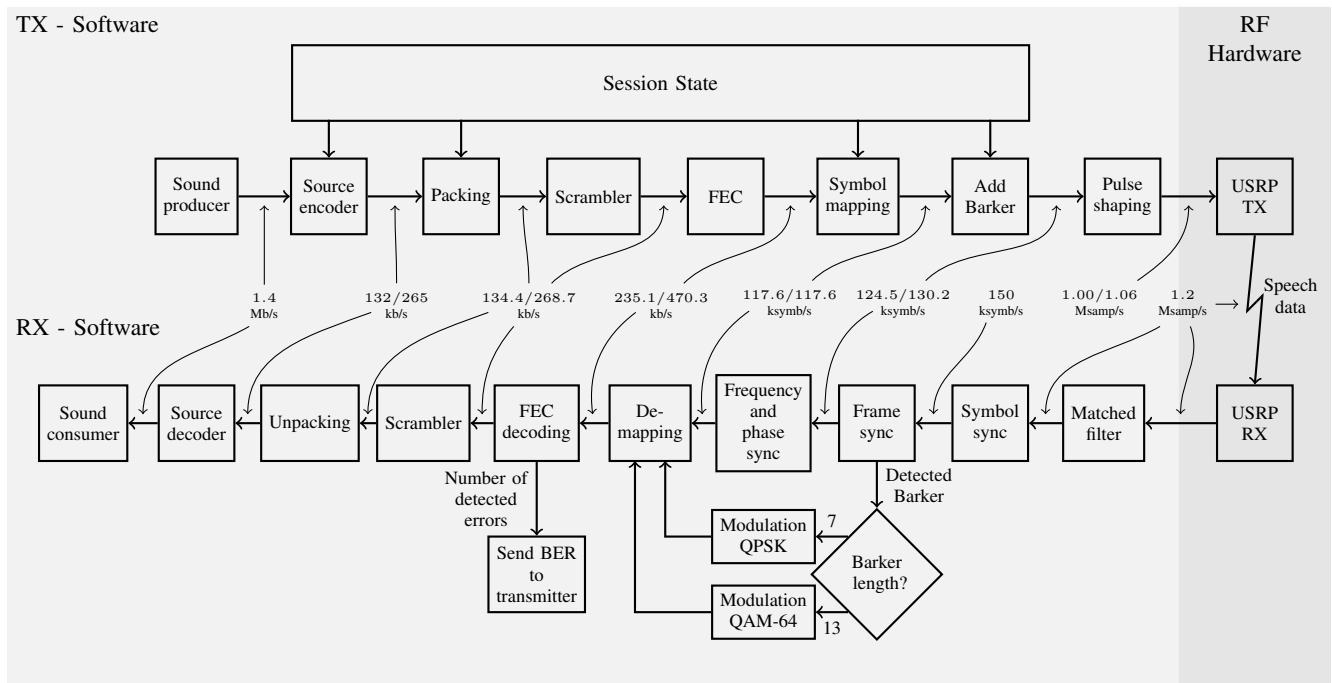 TX - Software
RF
Hardware
Session State
Sound
producer
Source
encoder
Packing
Scrambler
FEC
Symbol
mapping
Add
Barker
Pulse
shaping
USRP
TX
1.4
Mb/s
132/265
kb/s
134.4/268.7
kb/s
235.1/470.3
kb/s
117.6/117.6
ksymb/s
124.5/130.2
ksymb/s
150
ksymb/s
1.00/1.06
Msamp/s
1.2
Msamp/s
Speech
data
RX - Software
Sound
consumer
Source
decoder
Unpacking
Scrambler
FEC
decoding
De-
mapping
Frequency
and
phase
sync
Frame
sync
Symbol
sync
Matched
filter
USRP
RX
Number of
detected
errors
Detected
Barker
Send BER
to
transmitter
Modulation
QPSK
7
Barker
length?
Modulation
QAM-64
13